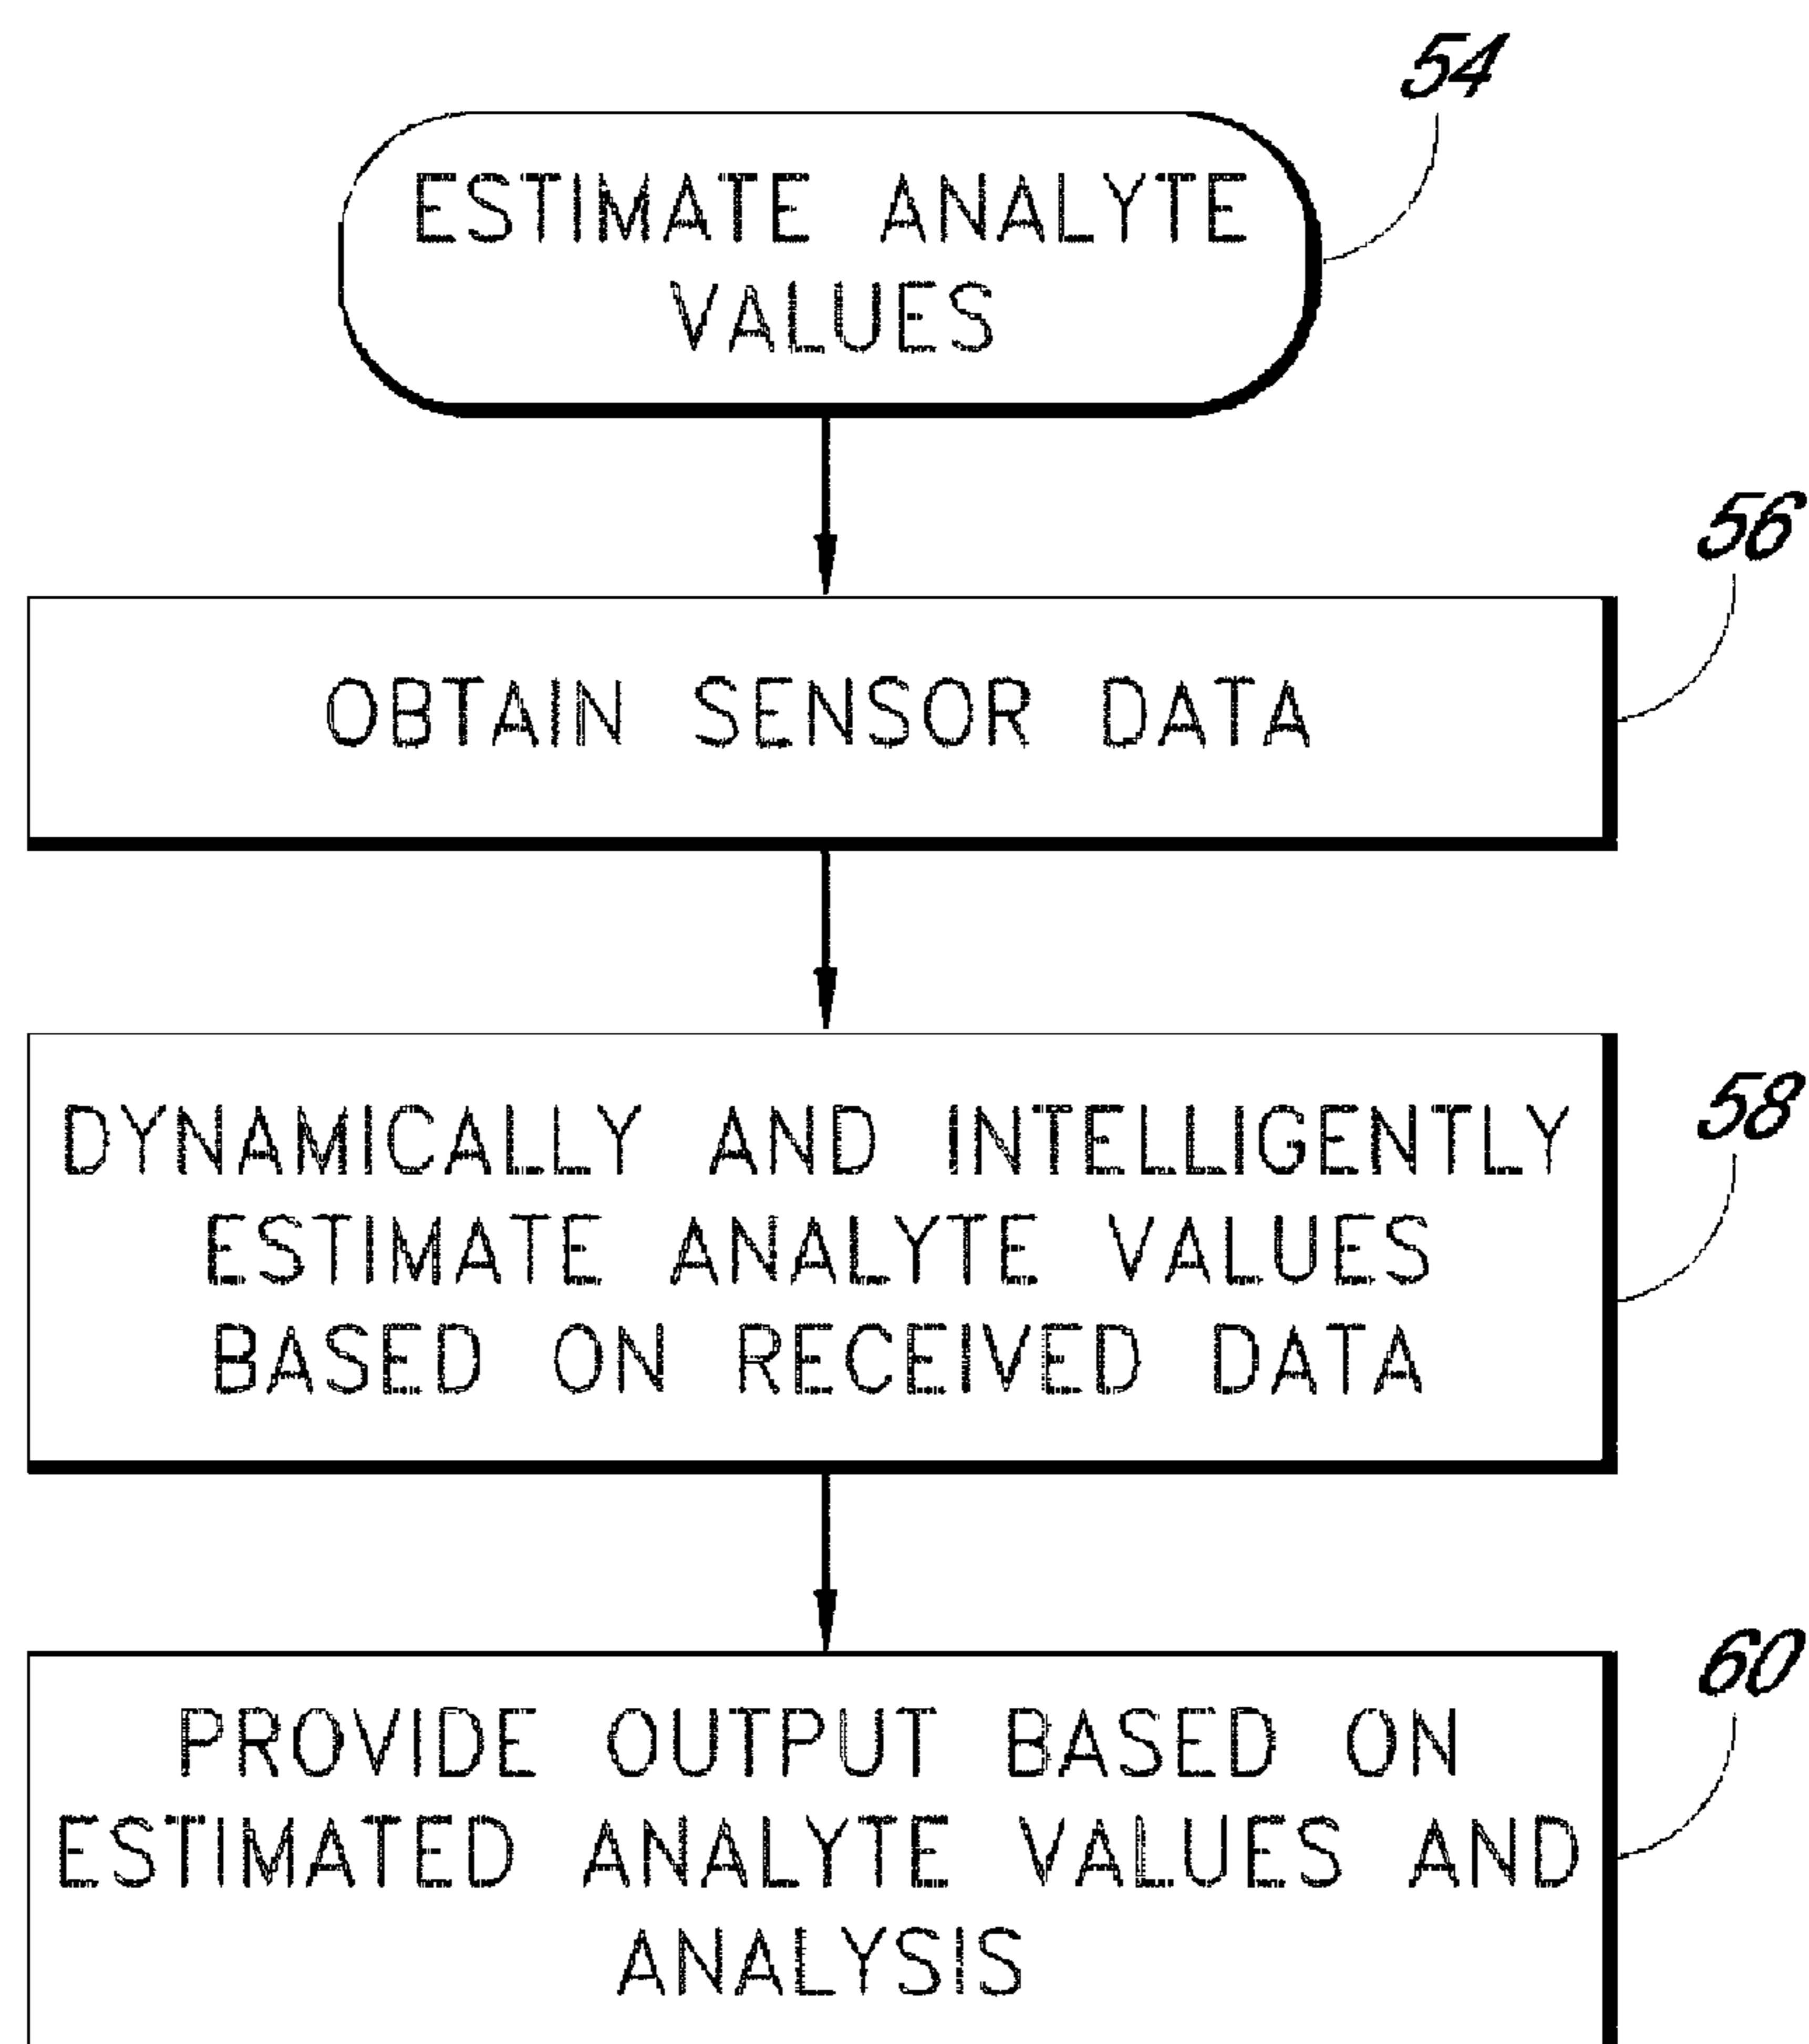 54
ESTIMATE ANALYTE
VALUES
56
OBTAIN SENSOR DATA
58
DYNAMICALLY AND INTELLIGENTLY
ESTIMATE ANALYTE VALUES
BASED ON RECEIVED DATA
60
PROVIDE OUTPUT BASED ON
ESTIMATED ANALYTE VALUES AND
ANALYSIS